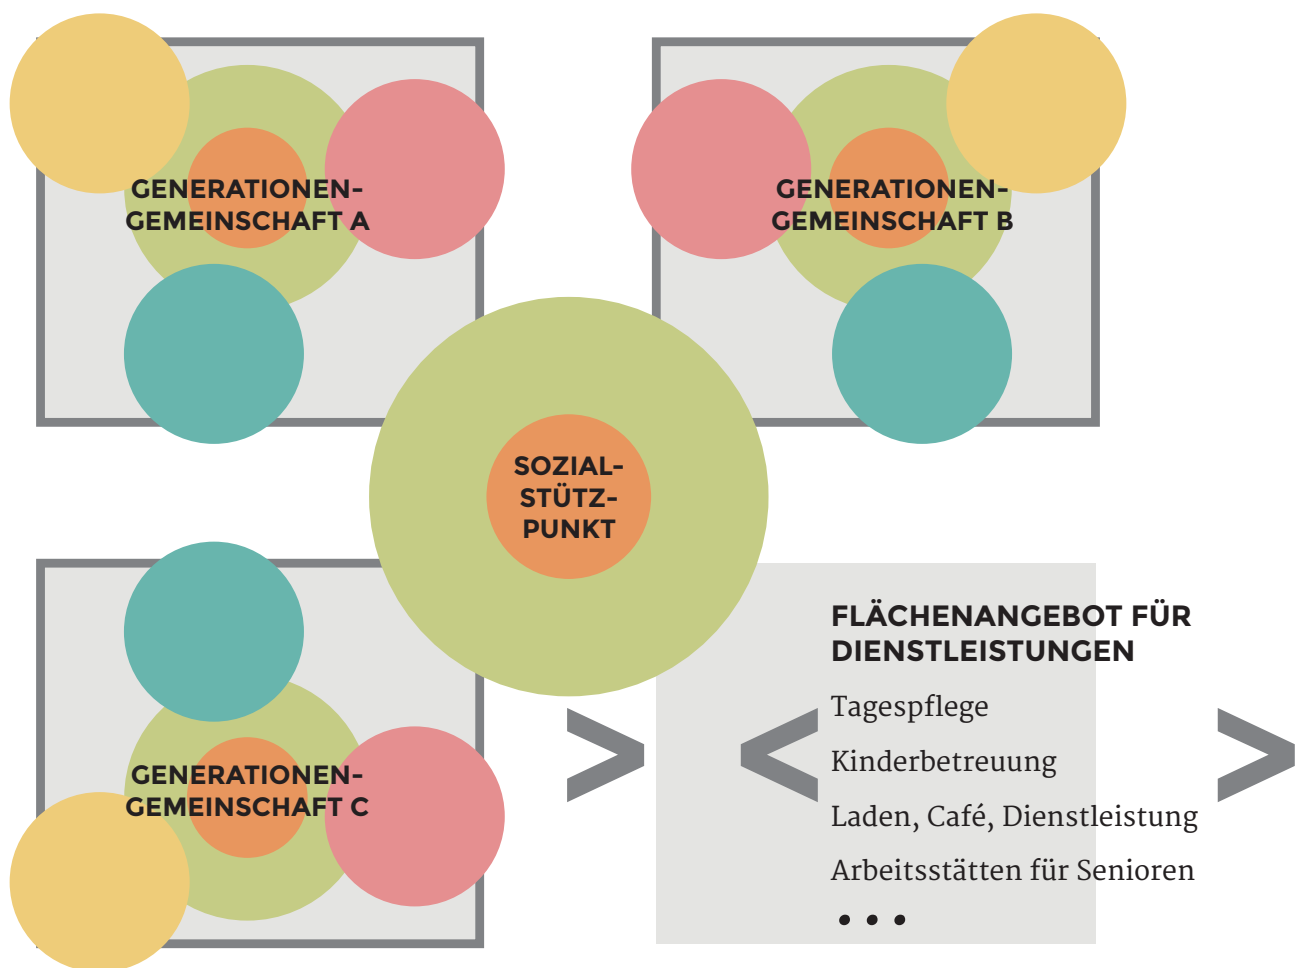 GENERATIONEN-
GEMEINSCHAFT A
GENERATIONEN-
GEMEINSCHAFT B
SOZIAL-
STÜTZ-
PUNKT
GENERATIONEN-
GEMEINSCHAFT C
FLÄCHENANGEBOT FÜR
DIENSTLEISTUNGEN
Tagespflege
Kinderbetreuung
Laden, Café, Dienstleistung
Arbeitsstätten für Senioren
• • •